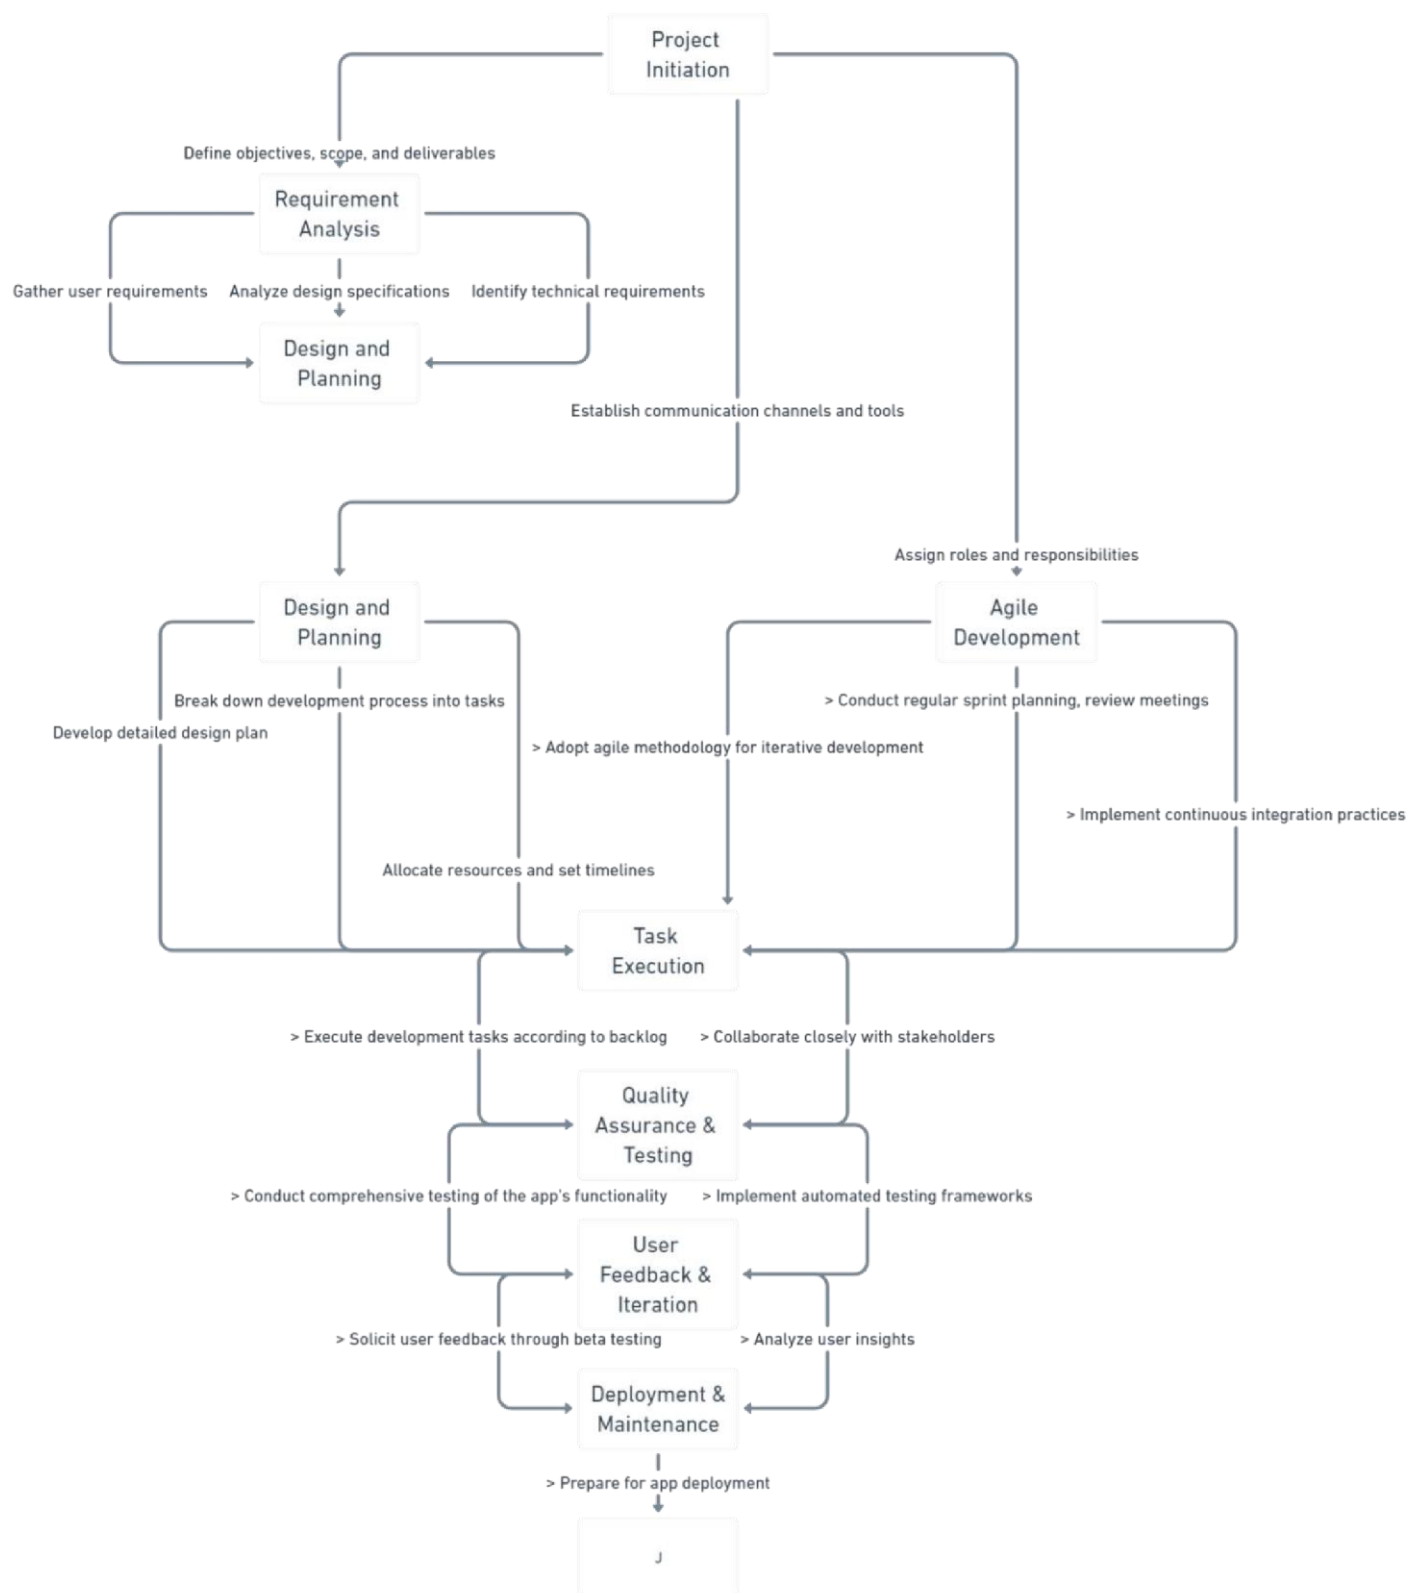 Project
Initiation
Define objectives, scope, and deliverables
Requirement
Analysis
Gather user requirements
Analyze design specifications
Identify technical requirements
Design and
Planning
Establish communication channels and tools
Assign roles and responsibilities
Design and
Planning
Agile
Development
Break down development process into tasks
> Conduct regular sprint planning, review meetings
Develop detailed design plan
> Adopt agile methodology for iterative development
> Implement continuous integration practices
Allocate resources and set timelines
Task
Execution
> Execute development tasks according to backlog
> Collaborate closely with stakeholders
Quality
Assurance &
Testing
> Conduct comprehensive testing of the app's functionality
> Implement automated testing frameworks
User
Feedback &
Iteration
> Solicit user feedback through beta testing
> Analyze user insights
Deployment &
Maintenance
> Prepare for app deployment
J